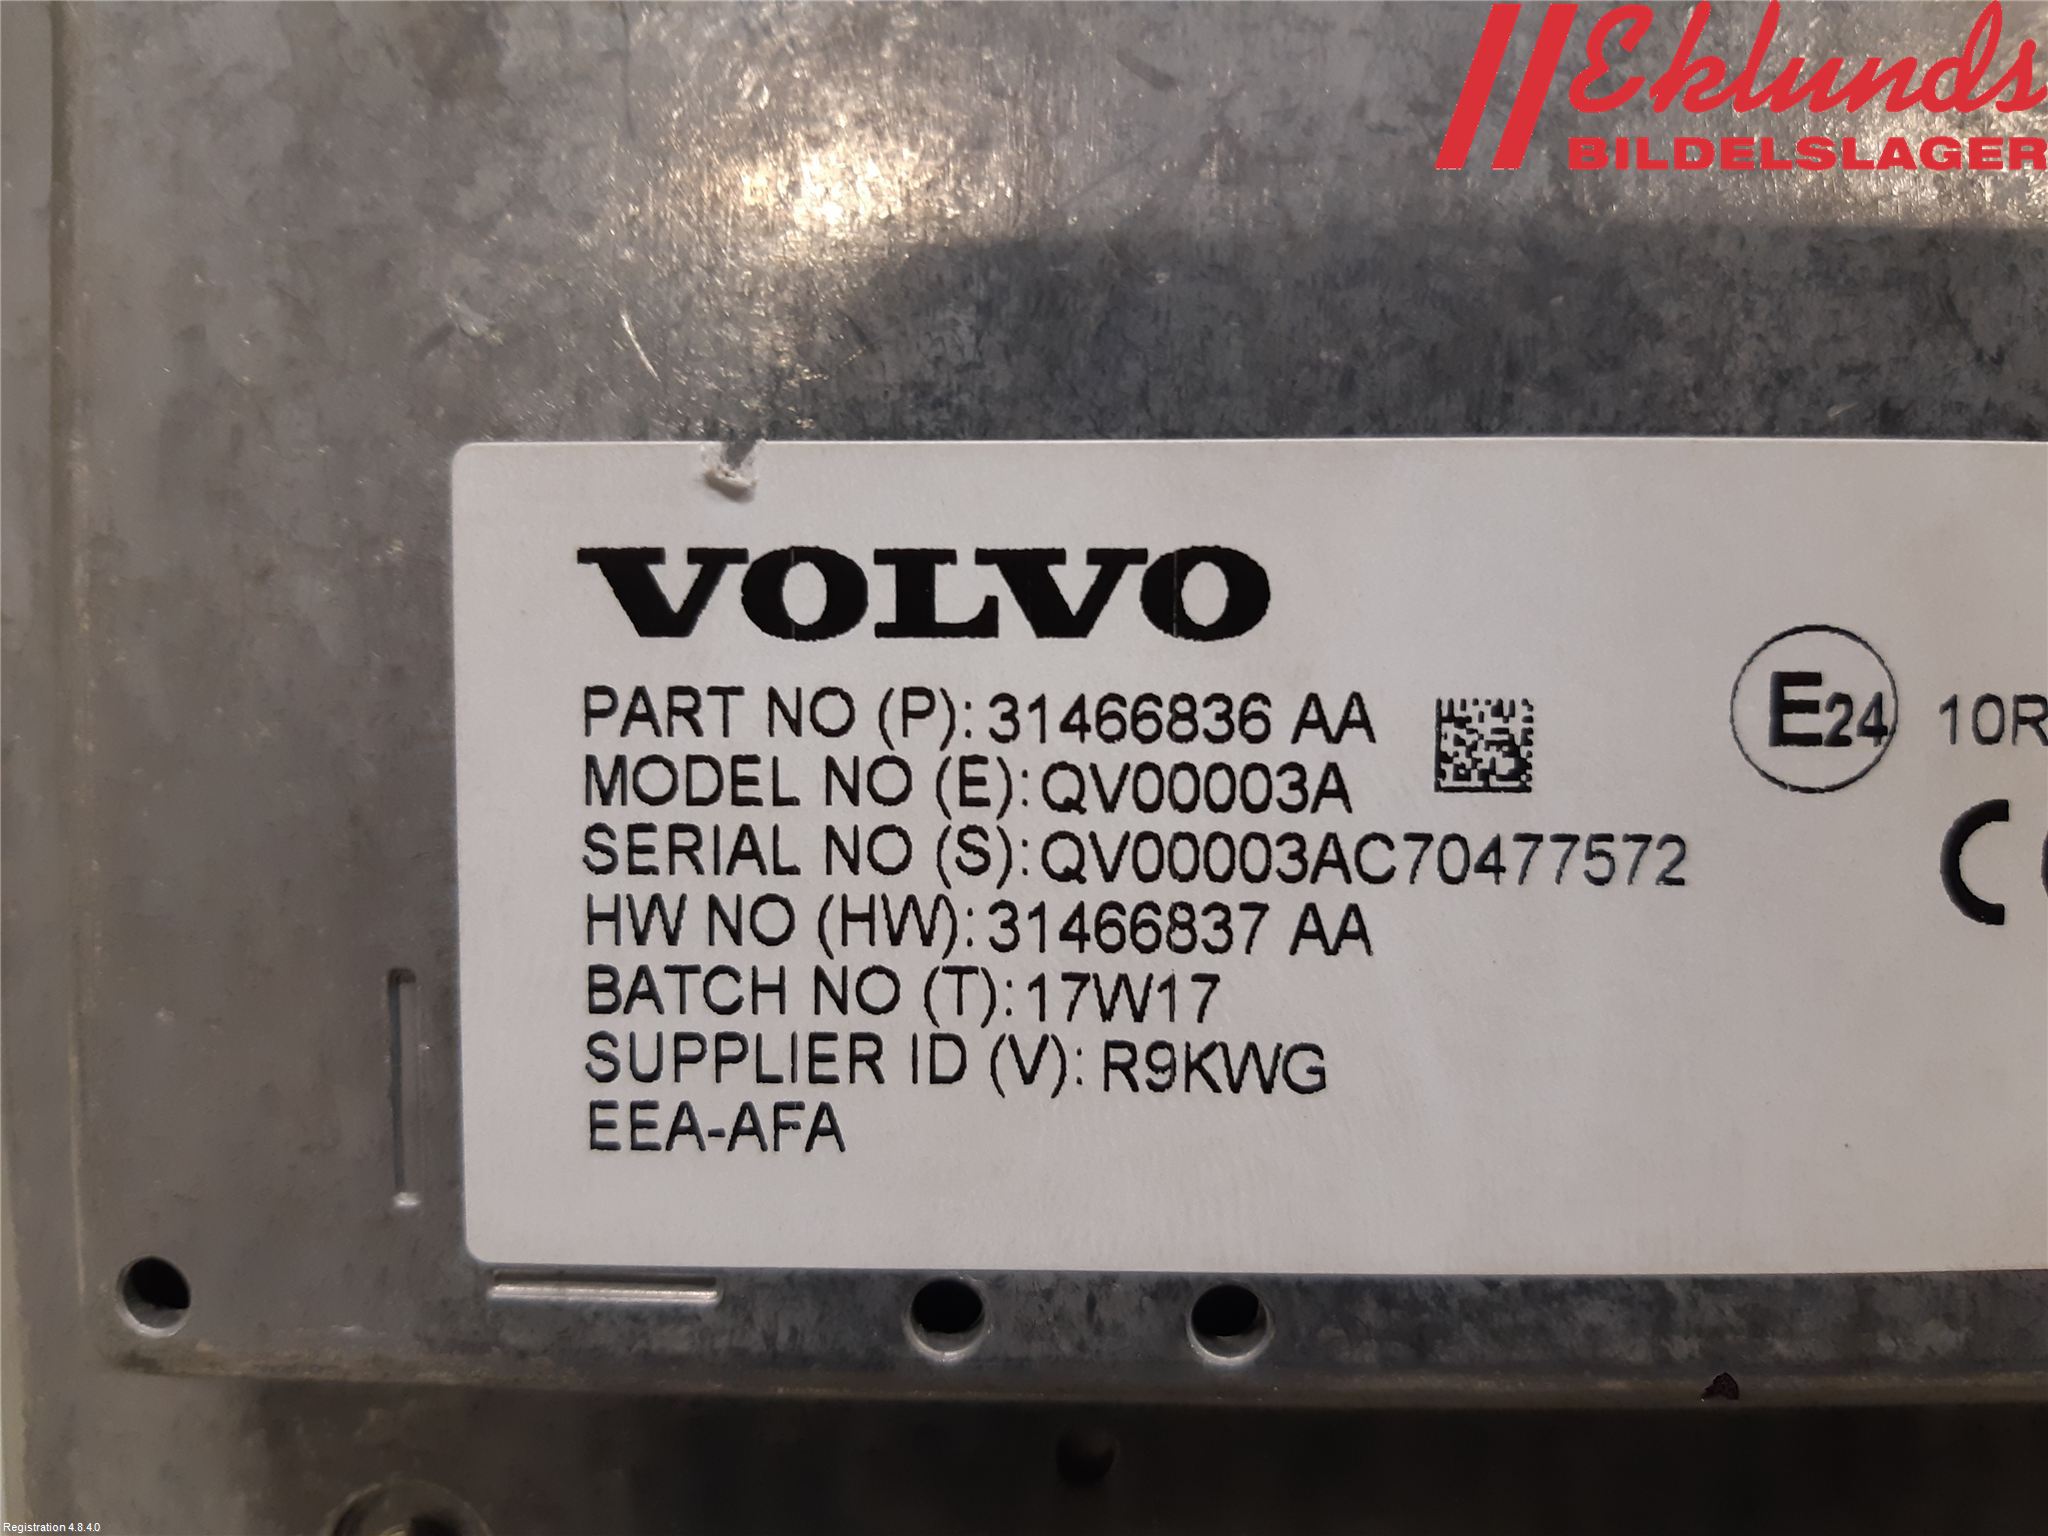 Eklunds
BILDELSLAGER
VOLVO
PART NO (P): 31466836 AA
MODEL NO (E): QV00003A
SERIAL NO (S): QV00003AC70477572
HW NO (HW): 31466837 AA
BATCH NO (T): 17W17
SUPPLIER ID (V): R9KWG
EEA-AFA
E24 10R
CE
Registration 4.8.4.0